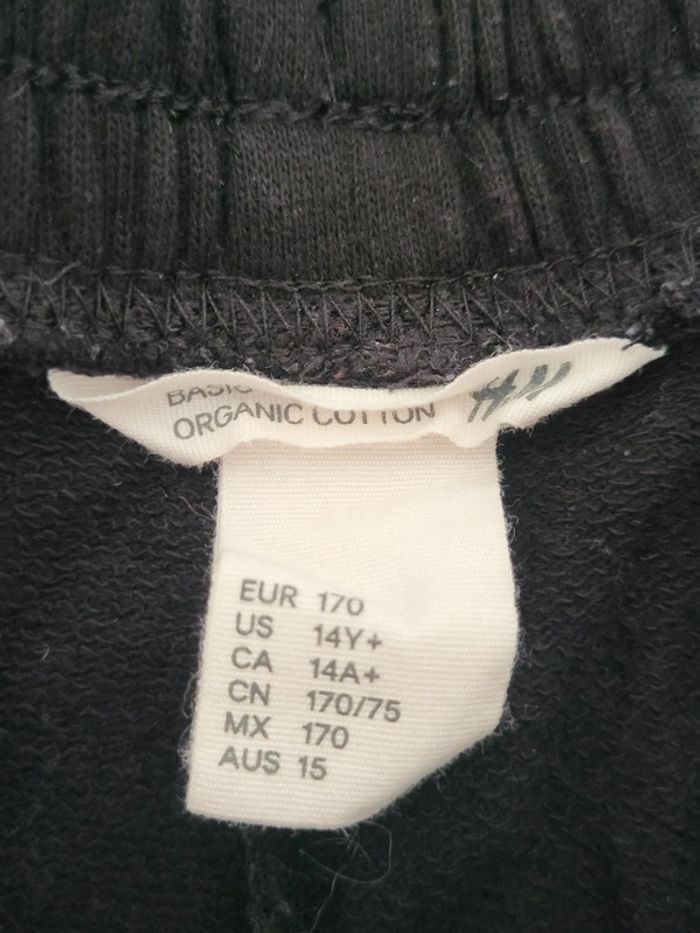 BASIC
ORGANIC COTTON H&M
EUR 170
US 14Y+
CA 14A+
CN 170/75
MX 170
AUS 15